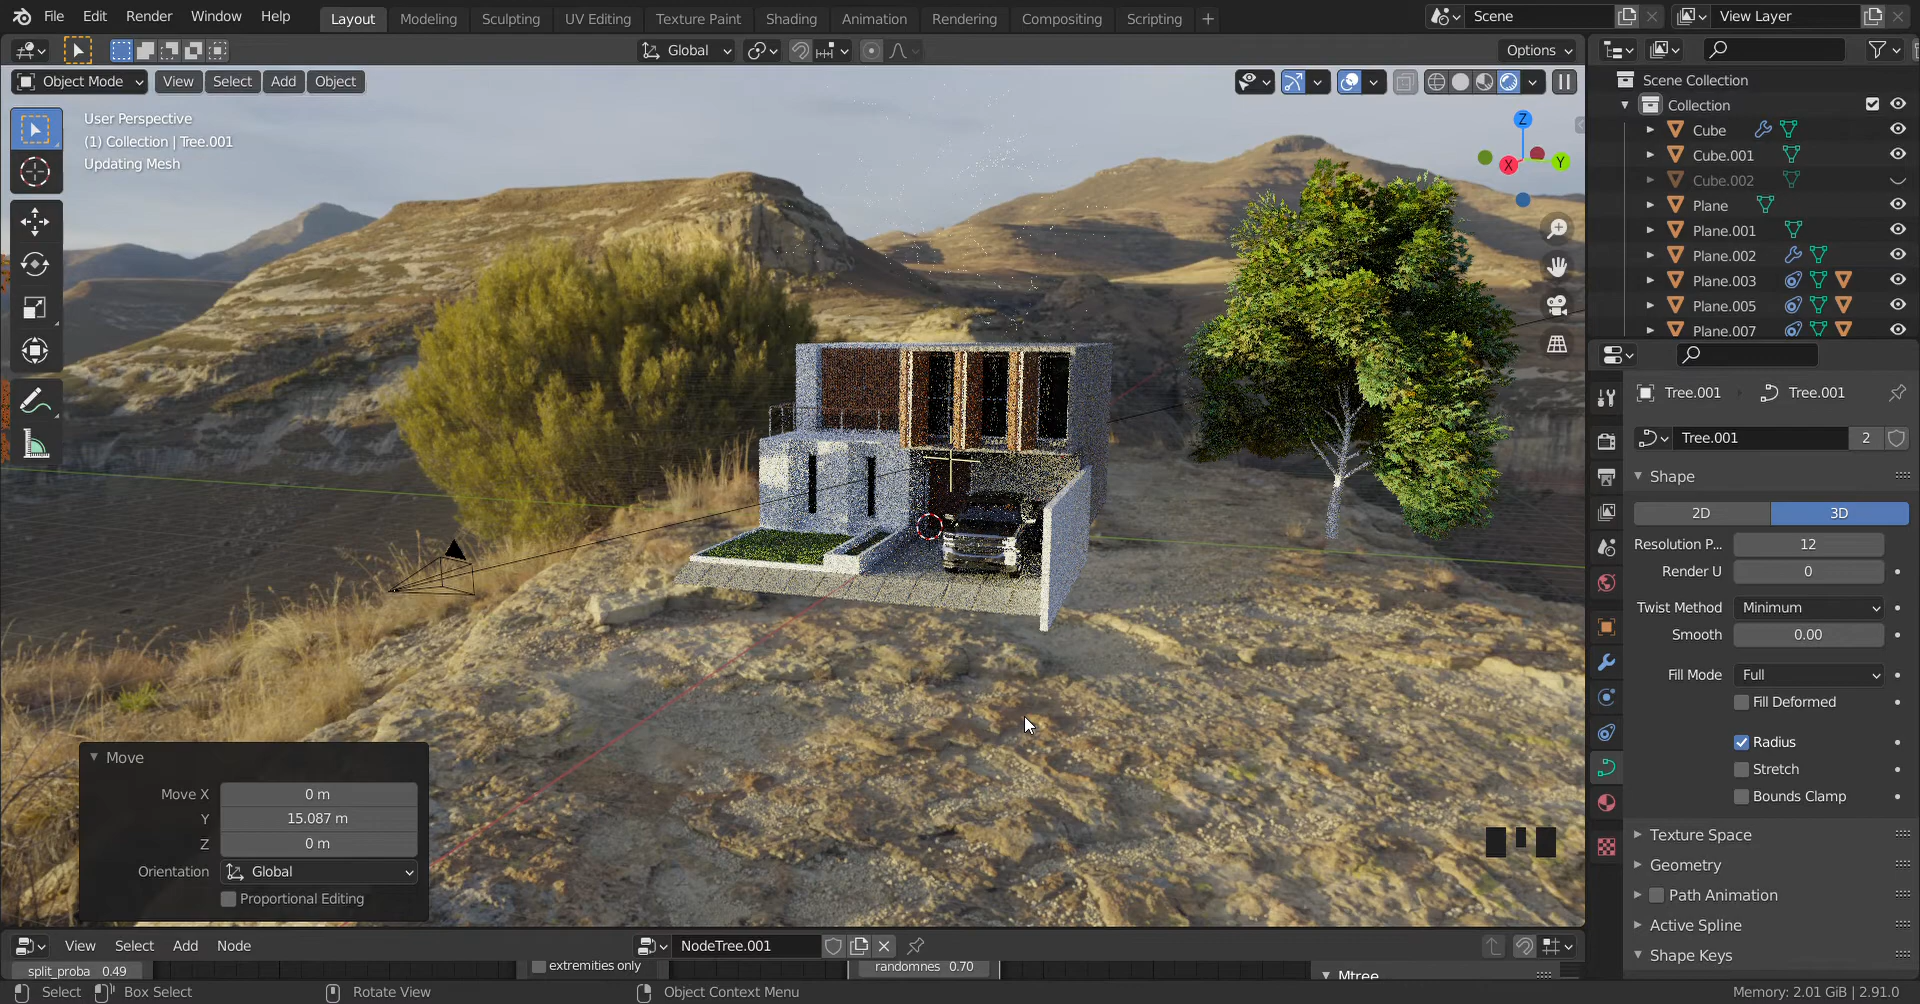 File Edit Render Window Help Layout Modeling Sculpting UV Editing Texture Paint Shading Animation Rendering Compositing Scripting + Scene View Layer
Global Options
Object Mode View Select Add Object
User Perspective
(1) Collection | Tree.001
Updating Mesh
Z
X
Y
Scene Collection
Collection
Cube
Cube.001
Cube.002
Plane
Plane.001
Plane.002
Plane.003
Plane.005
Plane.007
Tree.001 Tree.001
Tree.001 2
Shape
2D 3D
Resolution P... 12
Render U 0
Twist Method Minimum
Smooth 0.00
Fill Mode Full
Fill Deformed
Radius
Stretch
Bounds Clamp
Texture Space
Geometry
Path Animation
Active Spline
Shape Keys
Move
Move X 0 m
Y 15.087 m
Z 0 m
Orientation Global
Proportional Editing
View Select Add Node NodeTree.001
split_proba 0.49 extremities only randomnes 0.70 Mtree
Select Box Select Rotate View Object Context Menu Memory: 2.01 GiB | 2.91.0